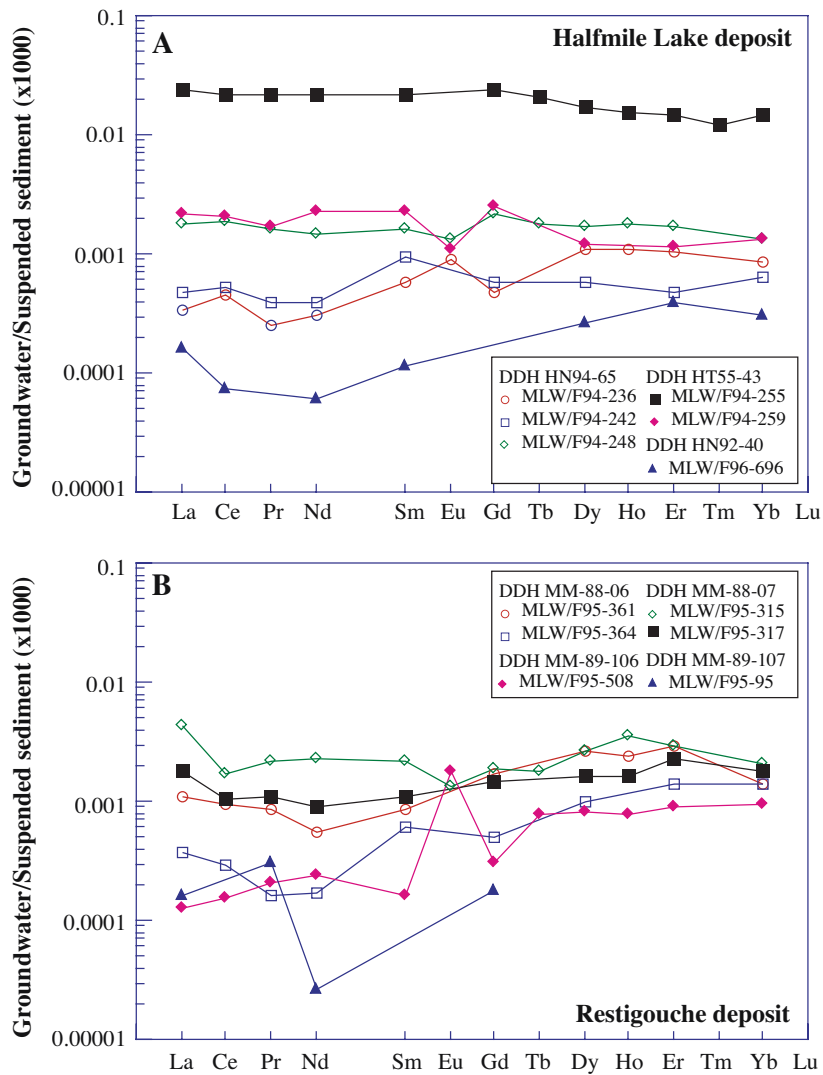 A
Halfmile Lake deposit
Groundwater/Suspended sediment (x1000)
0.1
0.01
0.001
0.0001
0.00001
DDH HN94-65
MLW/F94-236
MLW/F94-242
MLW/F94-248
DDH HT55-43
MLW/F94-255
MLW/F94-259
DDH HN92-40
MLW/F96-696
La Ce Pr Nd Sm Eu Gd Tb Dy Ho Er Tm Yb Lu
B
Groundwater/Suspended sediment (x1000)
0.1
0.01
0.001
0.0001
0.00001
DDH MM-88-06
MLW/F95-361
MLW/F95-364
DDH MM-89-106
MLW/F95-508
DDH MM-88-07
MLW/F95-315
MLW/F95-317
DDH MM-89-107
MLW/F95-95
Restigouche deposit
La Ce Pr Nd Sm Eu Gd Tb Dy Ho Er Tm Yb Lu